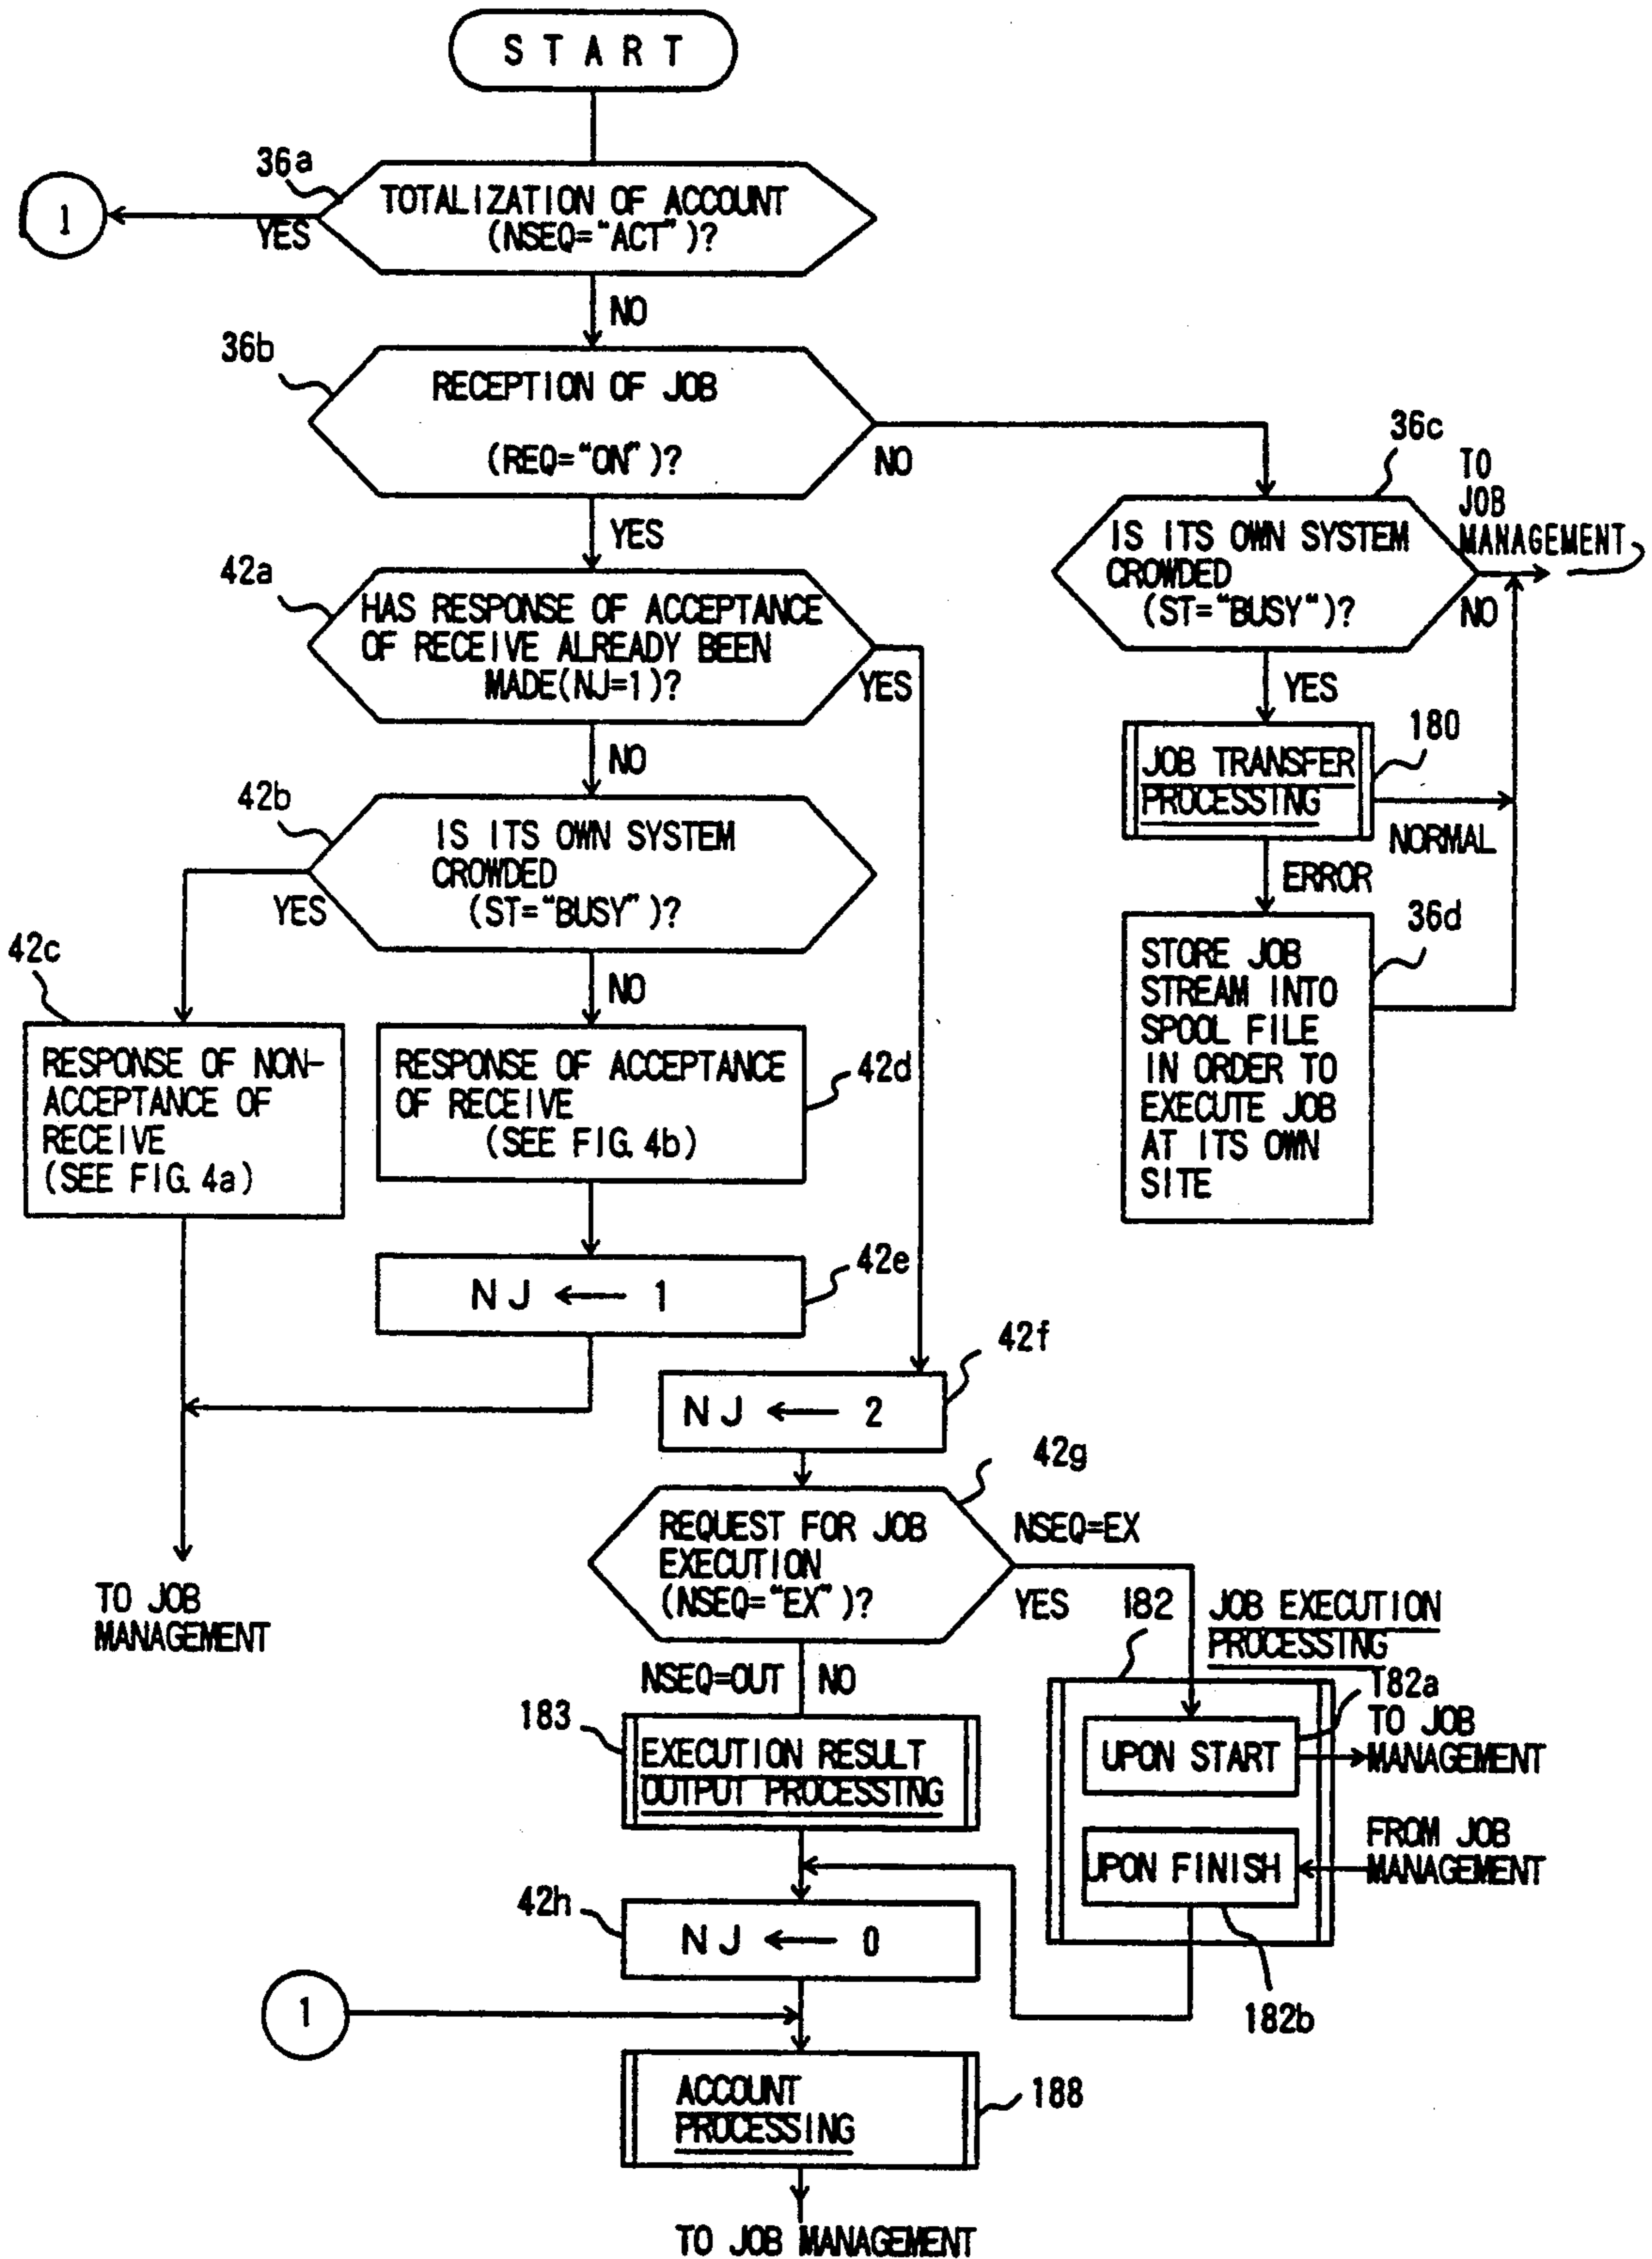 START
36a
TOTALIZATION OF ACCOUNT
(NSEQ="ACT")?
1
YES
NO
36b
RECEPTION OF JOB
(REQ="ON")?
NO
YES
36c
TO
JOB
MANAGEMENT
IS ITS OWN SYSTEM
CROWDED
(ST="BUSY")?
NO
YES
42a
HAS RESPONSE OF ACCEPTANCE
OF RECEIVE ALREADY BEEN
MADE(NJ=1)?
YES
NO
180
JOB TRANSFER
PROCESSING
NORMAL
ERROR
42b
IS ITS OWN SYSTEM
CROWDED
(ST="BUSY")?
YES
NO
36d
STORE JOB
STREAM INTO
SPOOL FILE
IN ORDER TO
EXECUTE JOB
AT ITS OWN
SITE
42c
RESPONSE OF NON-
ACCEPTANCE OF
RECEIVE
(SEE FIG. 4a)
42d
RESPONSE OF ACCEPTANCE
OF RECEIVE
(SEE FIG. 4b)
42e
NJ ← 1
42f
NJ ← 2
TO JOB
MANAGEMENT
42g
REQUEST FOR JOB
EXECUTION
(NSEQ="EX")?
NSEQ=EX
YES
NSEQ=OUT NO
182
JOB EXECUTION
PROCESSING
182a
UPON START
TO JOB
MANAGEMENT
UPON FINISH
FROM JOB
MANAGEMENT
182b
183
EXECUTION RESULT
OUTPUT PROCESSING
42h
NJ ← 0
1
ACCOUNT
PROCESSING
188
TO JOB MANAGEMENT